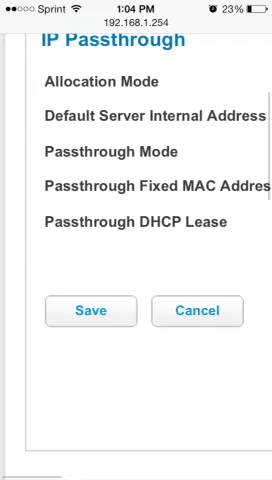 Sprint 1:04 PM 23%
192.168.1.254
IP Passthrough
Allocation Mode
Default Server Internal Address
Passthrough Mode
Passthrough Fixed MAC Addres
Passthrough DHCP Lease
Save Cancel